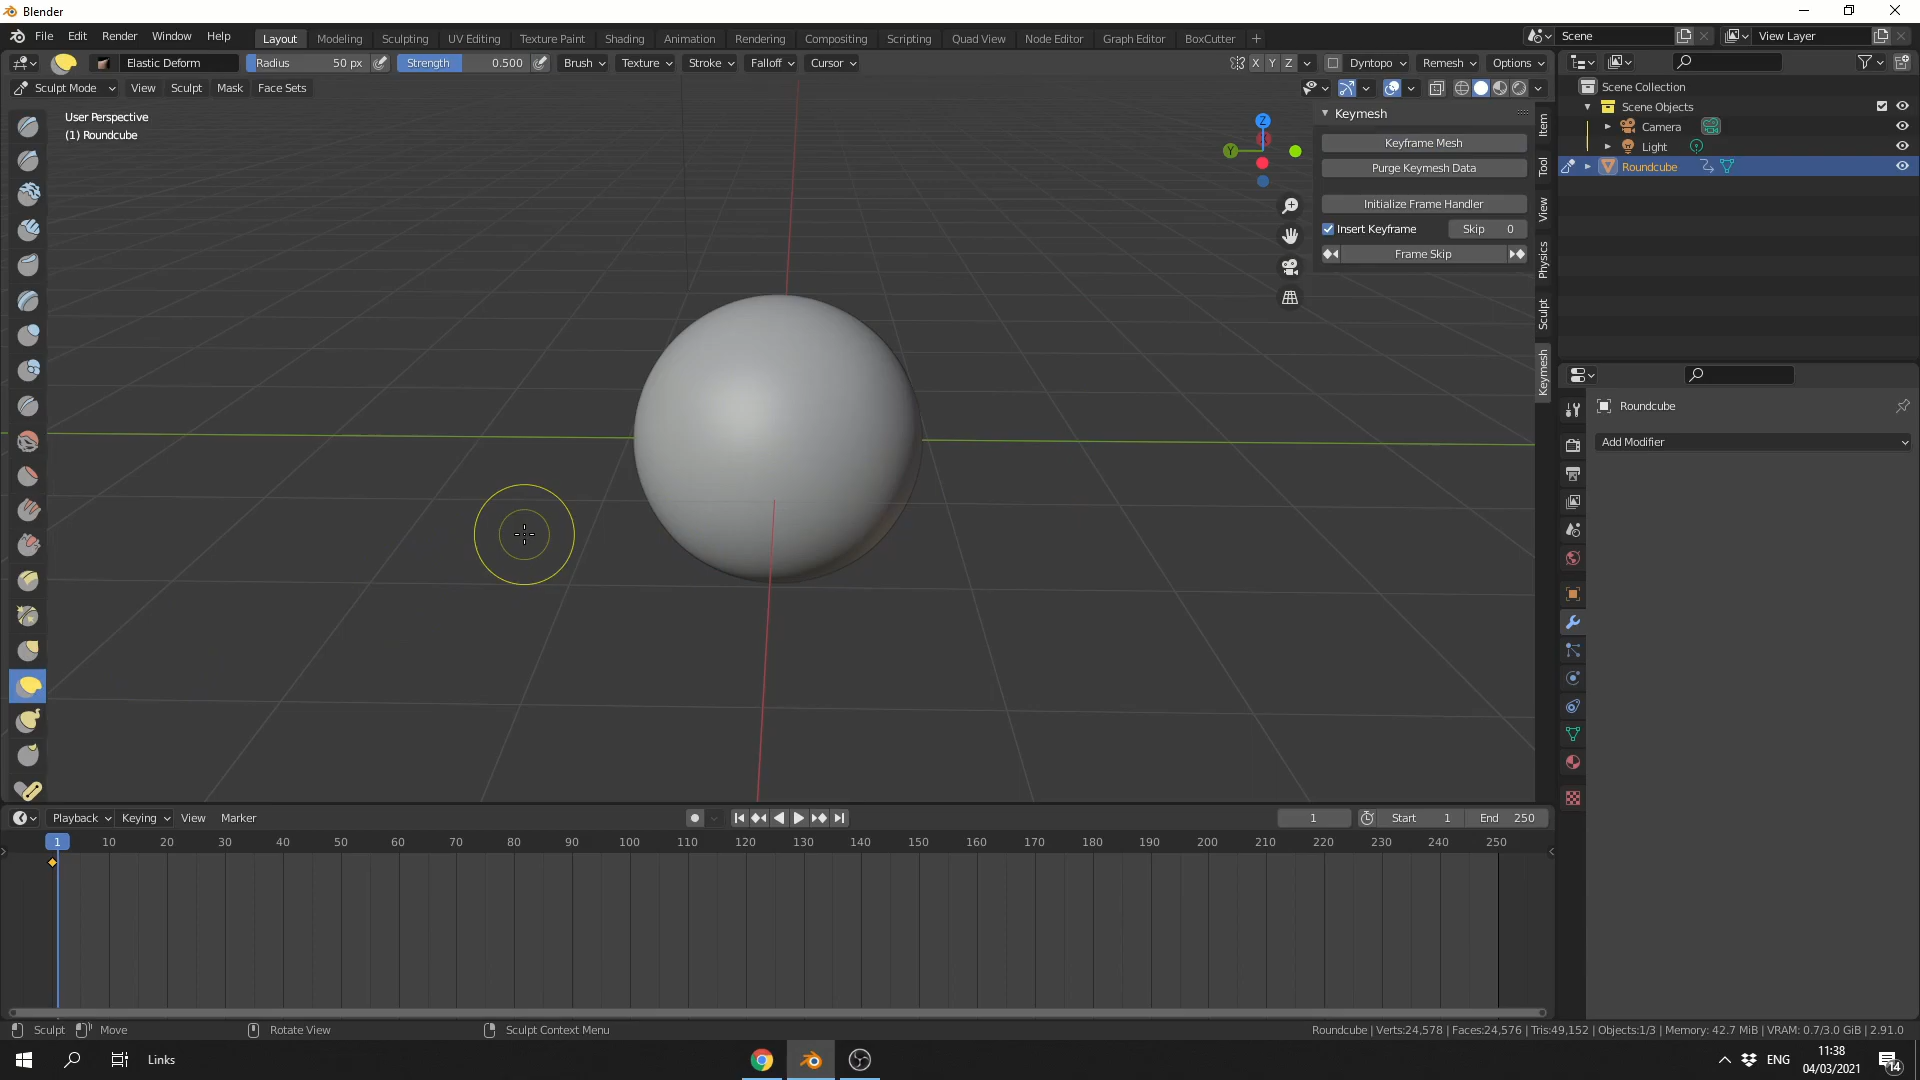 Blender
File Edit Render Window Help
Layout Modeling Sculpting UV Editing Texture Paint Shading Animation Rendering Compositing Scripting Quad View Node Editor Graph Editor BoxCutter +
Scene
View Layer
Elastic Deform Radius 50 px Strength 0.500 Brush Texture Stroke Falloff Cursor X Y Z Dyntopo Remesh Options
Sculpt Mode View Sculpt Mask Face Sets
User Perspective
(1) Roundcube
Z
Y
Keymesh
Keyframe Mesh
Purge Keymesh Data
Initialize Frame Handler
Insert Keyframe Skip 0
Frame Skip
Item
Tool
View
Physics
Sculpt
Keymesh
Scene Collection
Scene Objects
Camera
Light
Roundcube
Roundcube
Add Modifier
Playback Keying View Marker 1 Start 1 End 250
1 10 20 30 40 50 60 70 80 90 100 110 120 130 140 150 160 170 180 190 200 210 220 230 240 250
Sculpt Move Rotate View Sculpt Context Menu
Roundcube | Verts:24,578 | Faces:24,576 | Tris:49,152 | Objects:1/3 | Memory: 42.7 MiB | VRAM: 0.7/3.0 GiB | 2.91.0
Links
ENG
11:38
04/03/2021
14